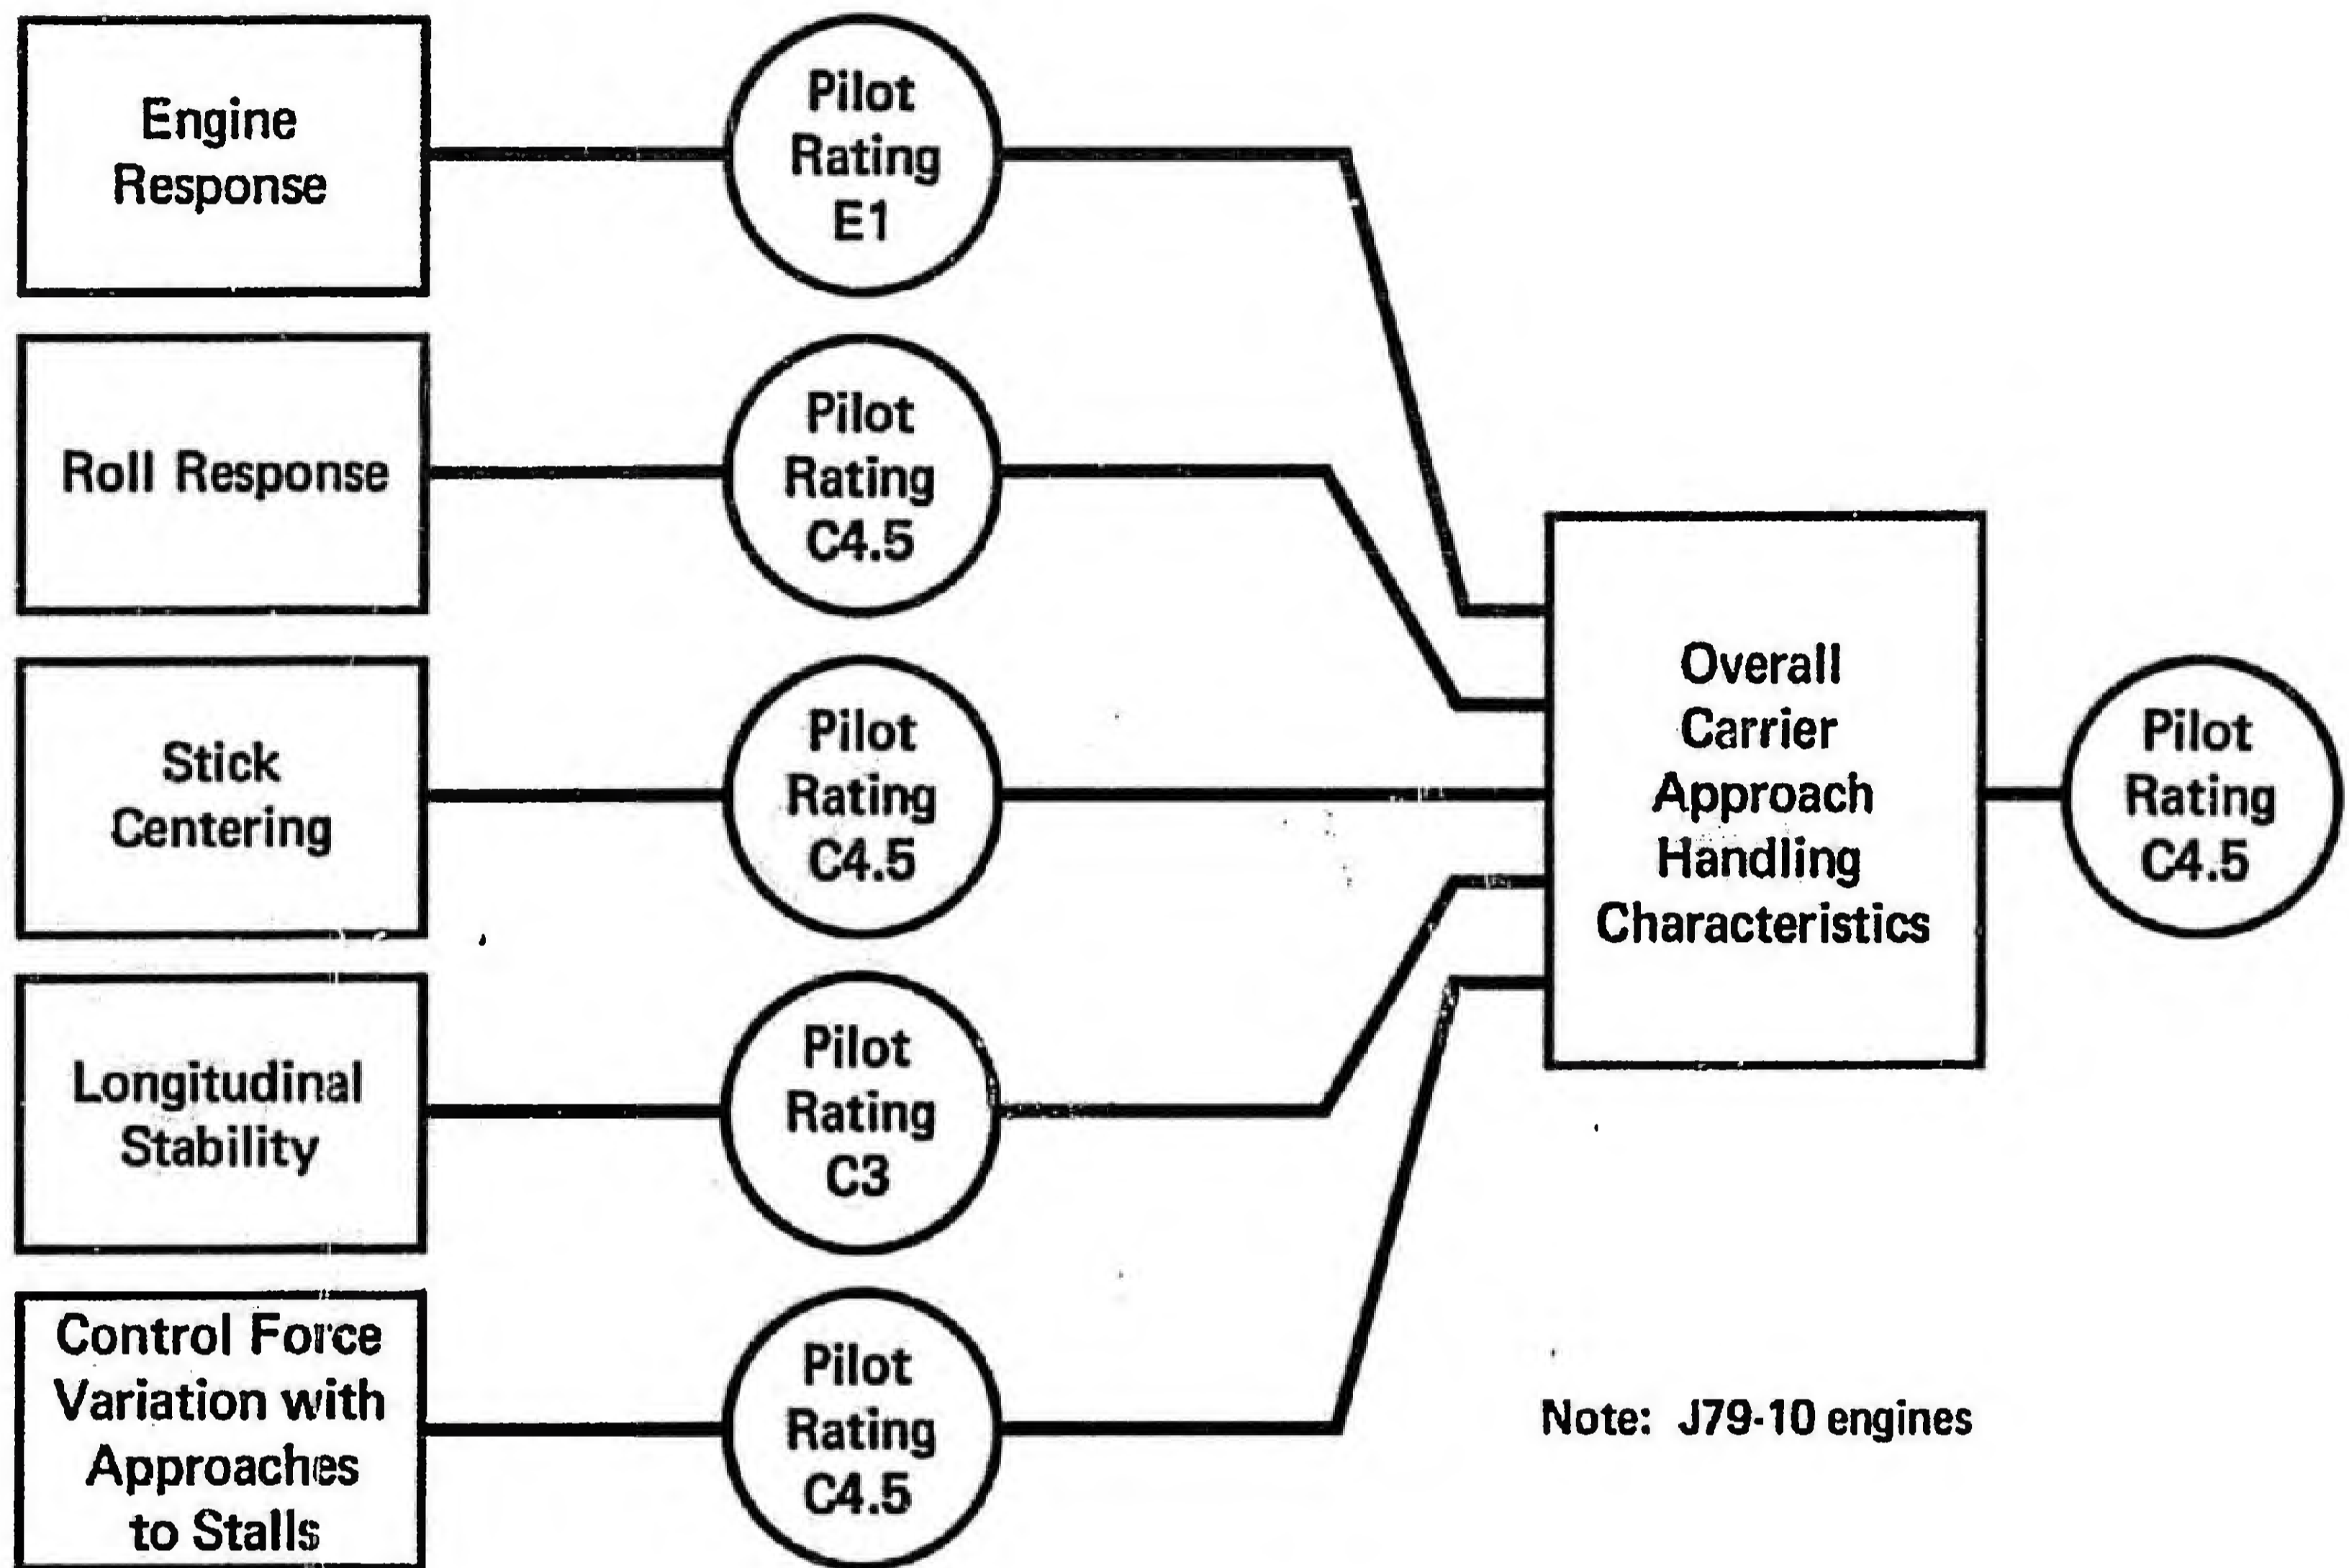 Engine
Response
Pilot
Rating
E1
Roll Response
Pilot
Rating
C4.5
Stick
Centering
Pilot
Rating
C4.5
Longitudinal
Stability
Pilot
Rating
C3
Control Force
Variation with
Approaches
to Stalls
Pilot
Rating
C4.5
Overall
Carrier
Approach
Handling
Characteristics
Pilot
Rating
C4.5
Note: J79-10 engines